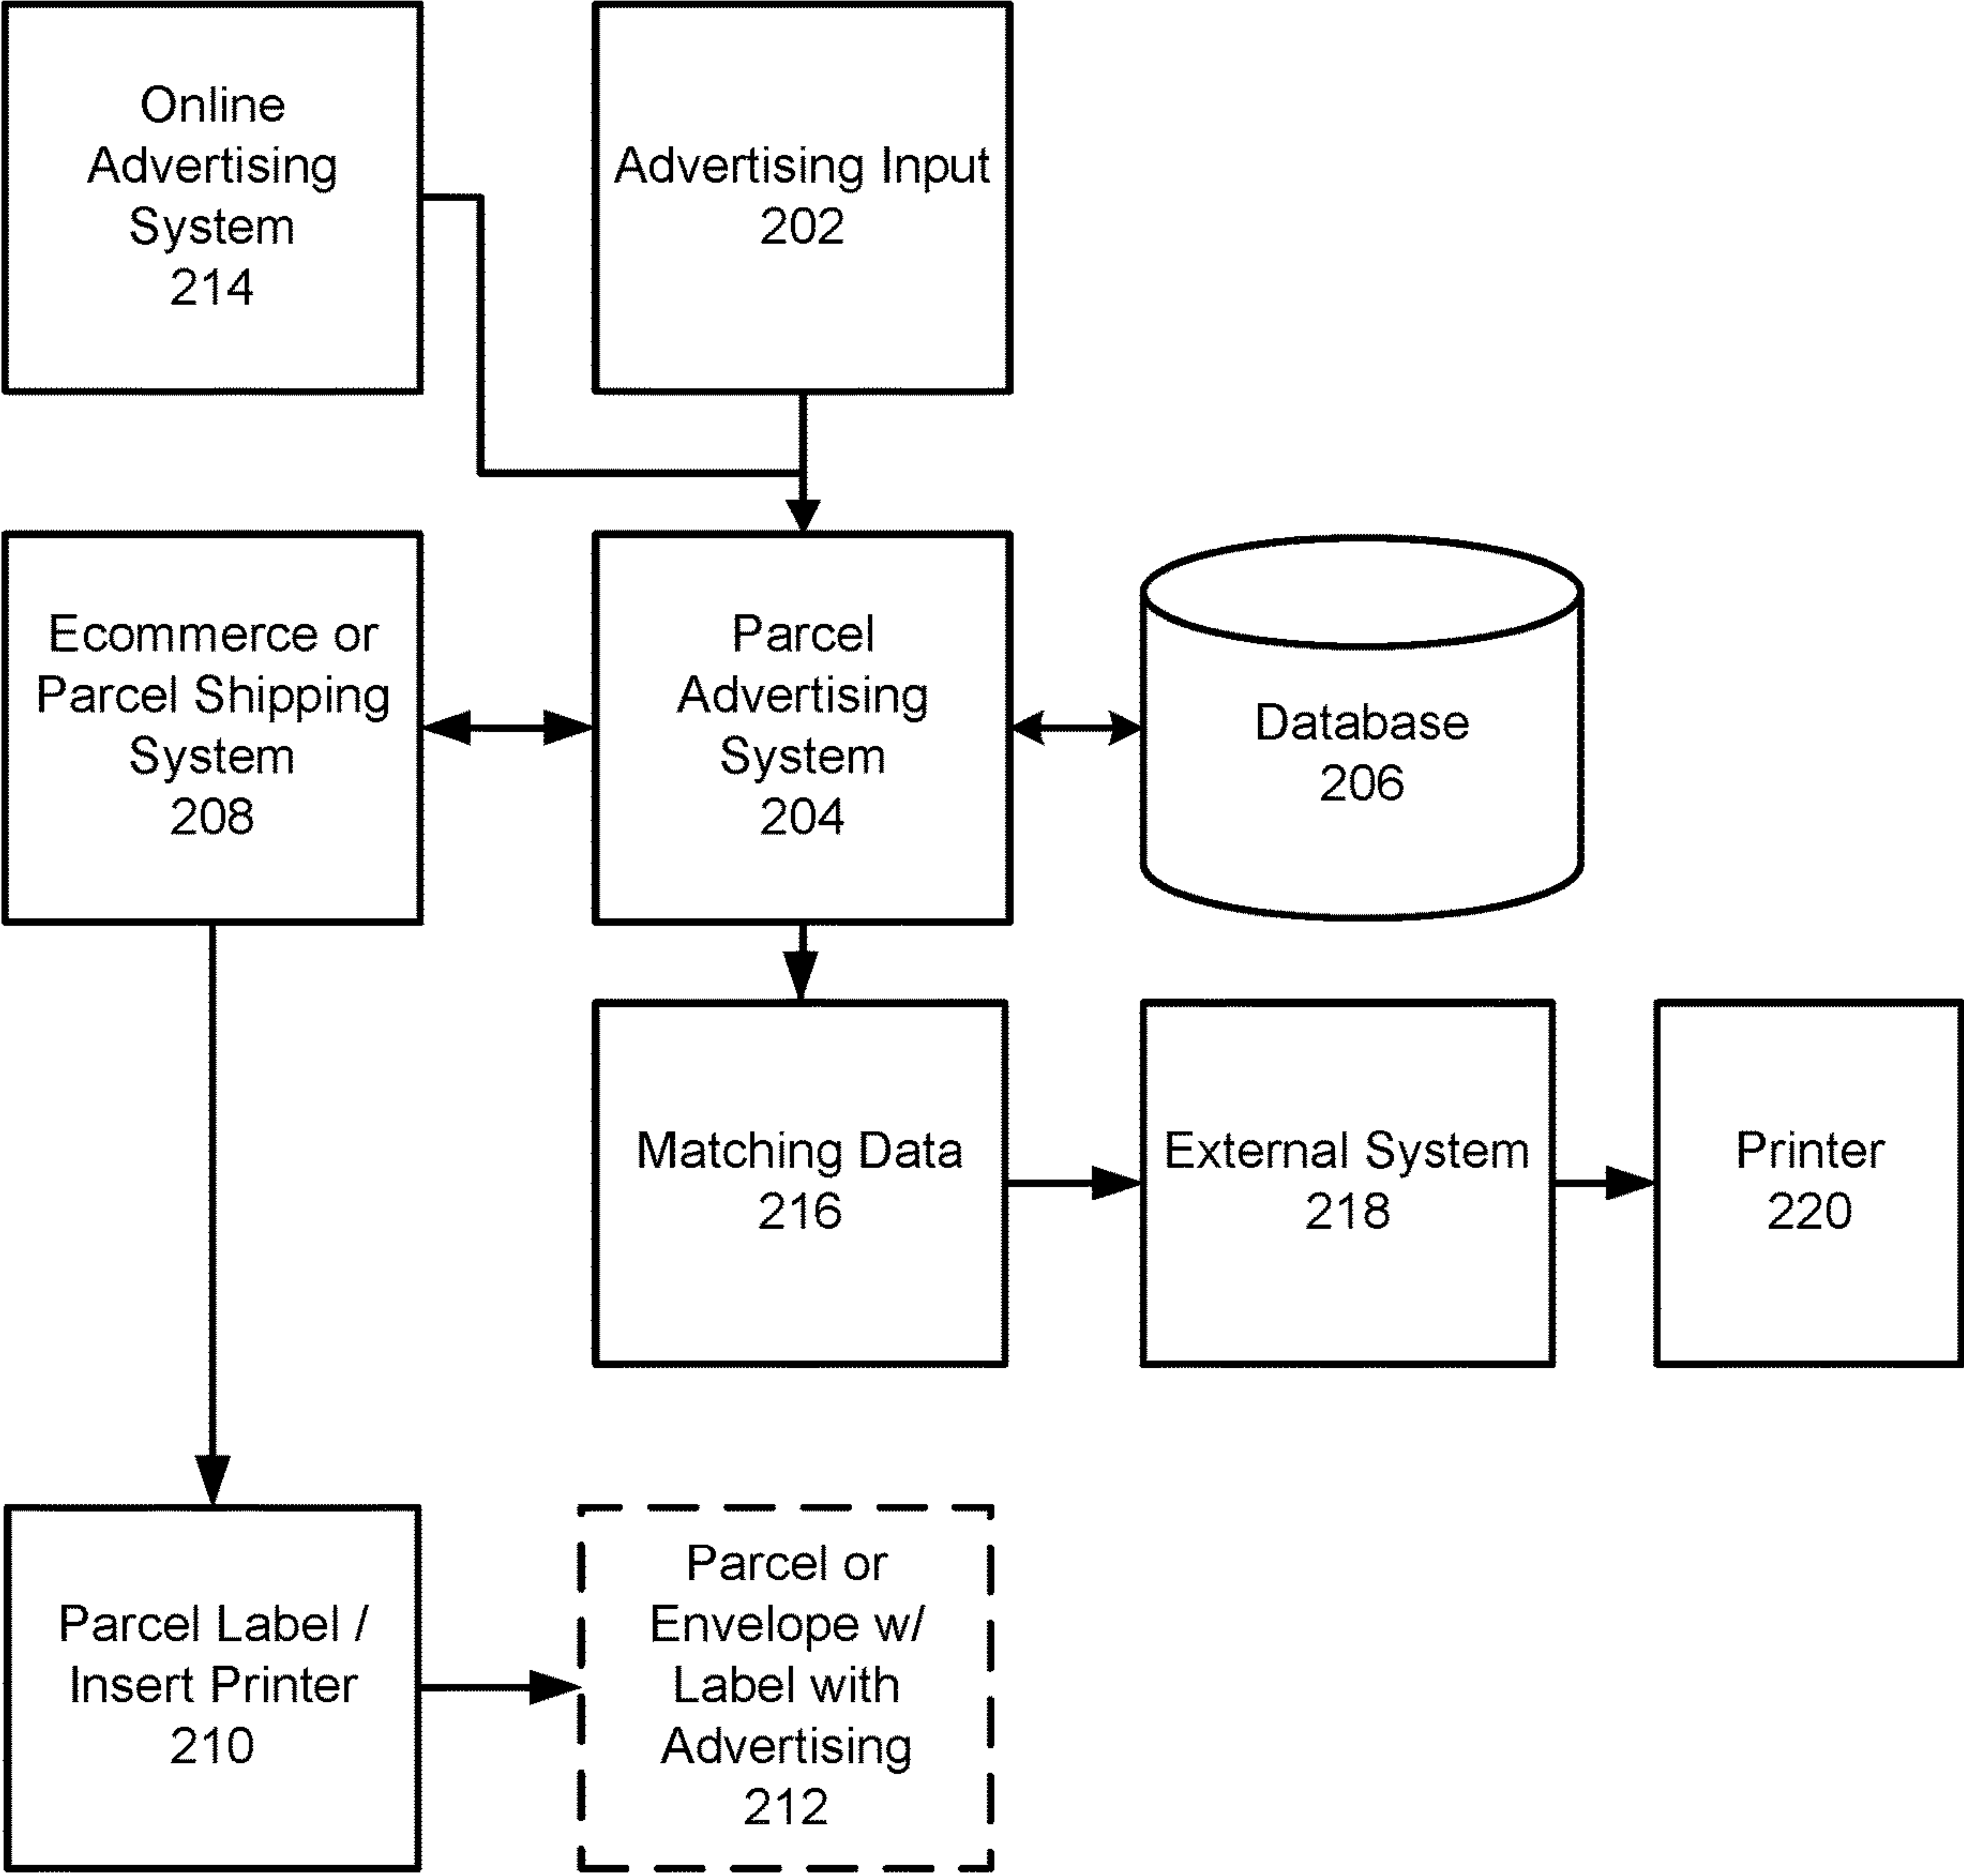 Online
Advertising
System
214
Advertising Input
202
Ecommerce or
Parcel Shipping
System
208
Parcel
Advertising
System
204
Database
206
Matching Data
216
External System
218
Printer
220
Parcel Label /
Insert Printer
210
Parcel or
Envelope w/
Label with
Advertising
212